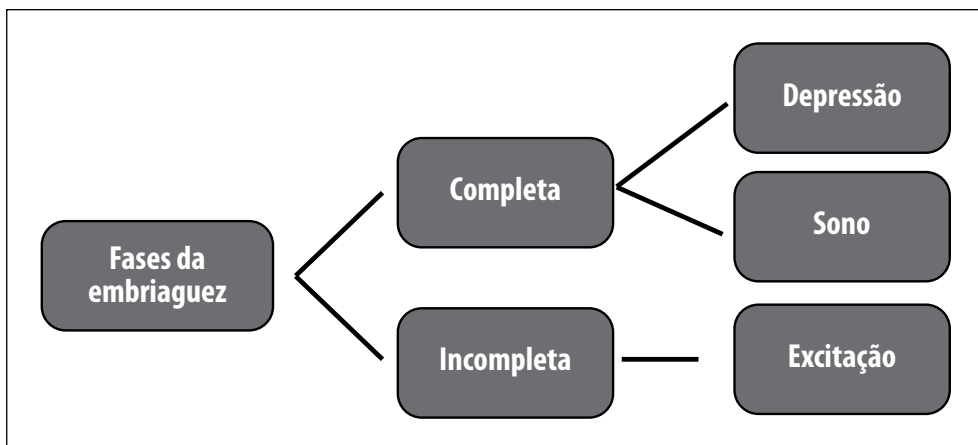 Fases da
embriaguez
Completa
Depressão
Sono
Incompleta
Excitação